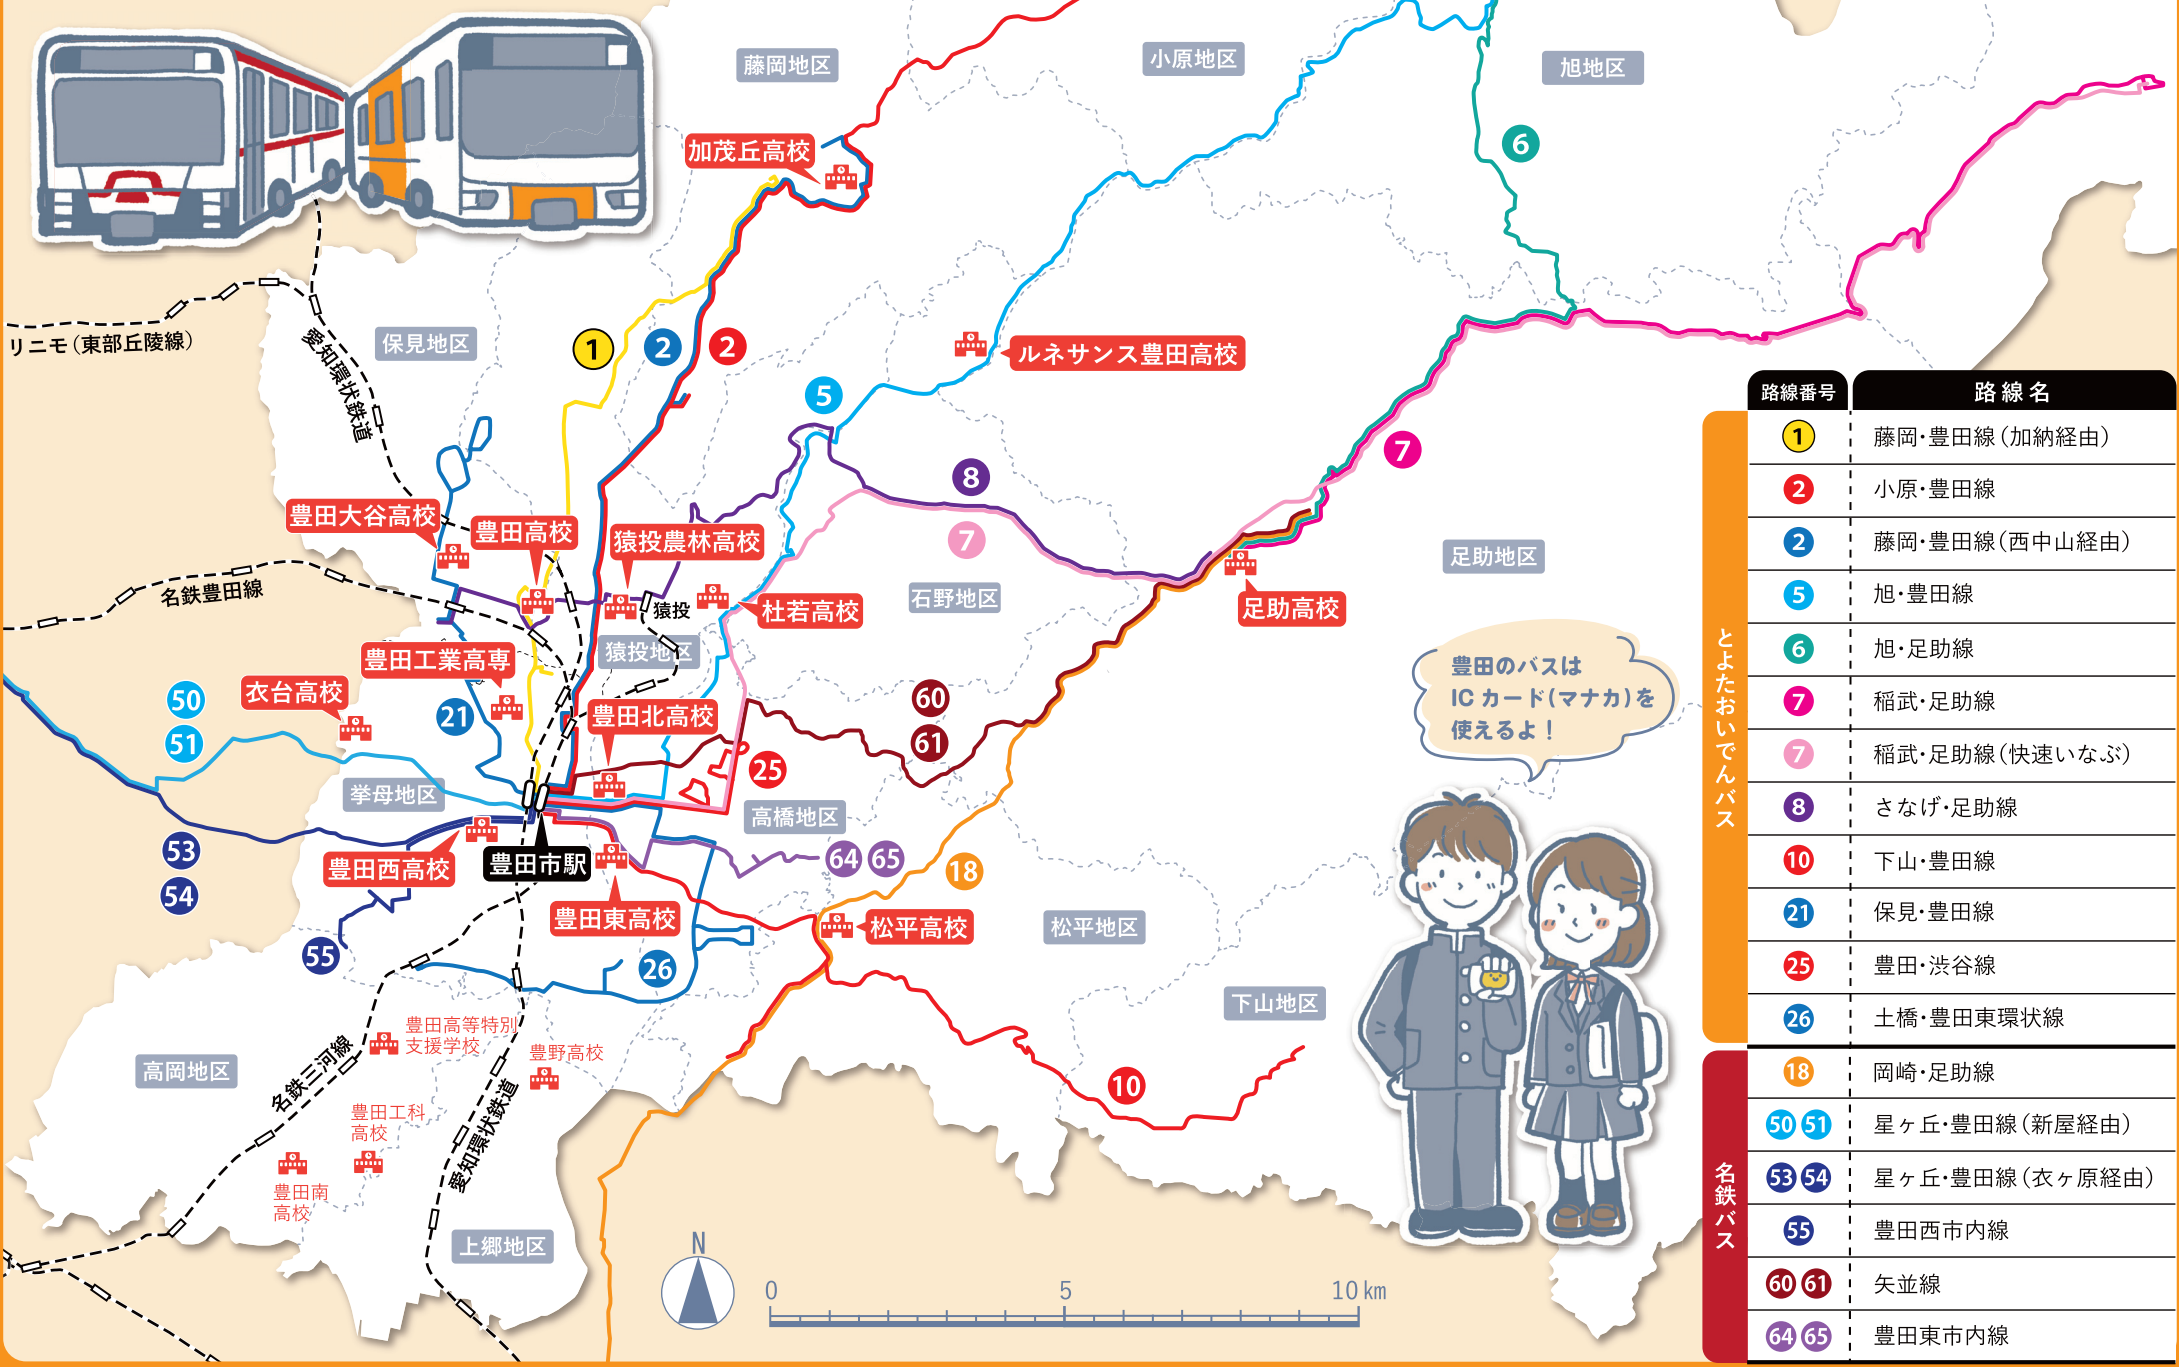 藤岡地区
小原地区
旭地区
加茂丘高校
6
リニモ（東部丘陵線）
愛知環状鉄道
保見地区
1
2
2
ルネサンス豊田高校
5
7
8
7
豊田大谷高校
豊田高校
猿投農林高校
足助地区
名鉄豊田線
石野地区
猿投
杜若高校
足助高校
豊田工業高専
猿投地区
衣台高校
50
51
21
豊田北高校
60
61
25
挙母地区
高橋地区
53
54
豊田西高校
豊田市駅
64 65
18
豊田東高校
松平高校
松平地区
55
26
下山地区
豊田高等特別
支援学校
豊野高校
高岡地区
名鉄三河線
愛知環状鉄道
10
豊田工科
高校
豊田南
高校
上郷地区
N
0 5 10 km
豊田のバスは
ICカード（マナカ）を
使えるよ！
路線番号 路線名
とよたおいでんバス
1 藤岡・豊田線（加納経由）
2 小原・豊田線
2 藤岡・豊田線（西中山経由）
5 旭・豊田線
6 旭・足助線
7 稲武・足助線
7 稲武・足助線（快速いなぶ）
8 さなげ・足助線
10 下山・豊田線
21 保見・豊田線
25 豊田・渋谷線
26 土橋・豊田東環状線
名鉄バス
18 岡崎・足助線
50 51 星ヶ丘・豊田線（新屋経由）
53 54 星ヶ丘・豊田線（衣ヶ原経由）
55 豊田西市内線
60 61 矢並線
64 65 豊田東市内線